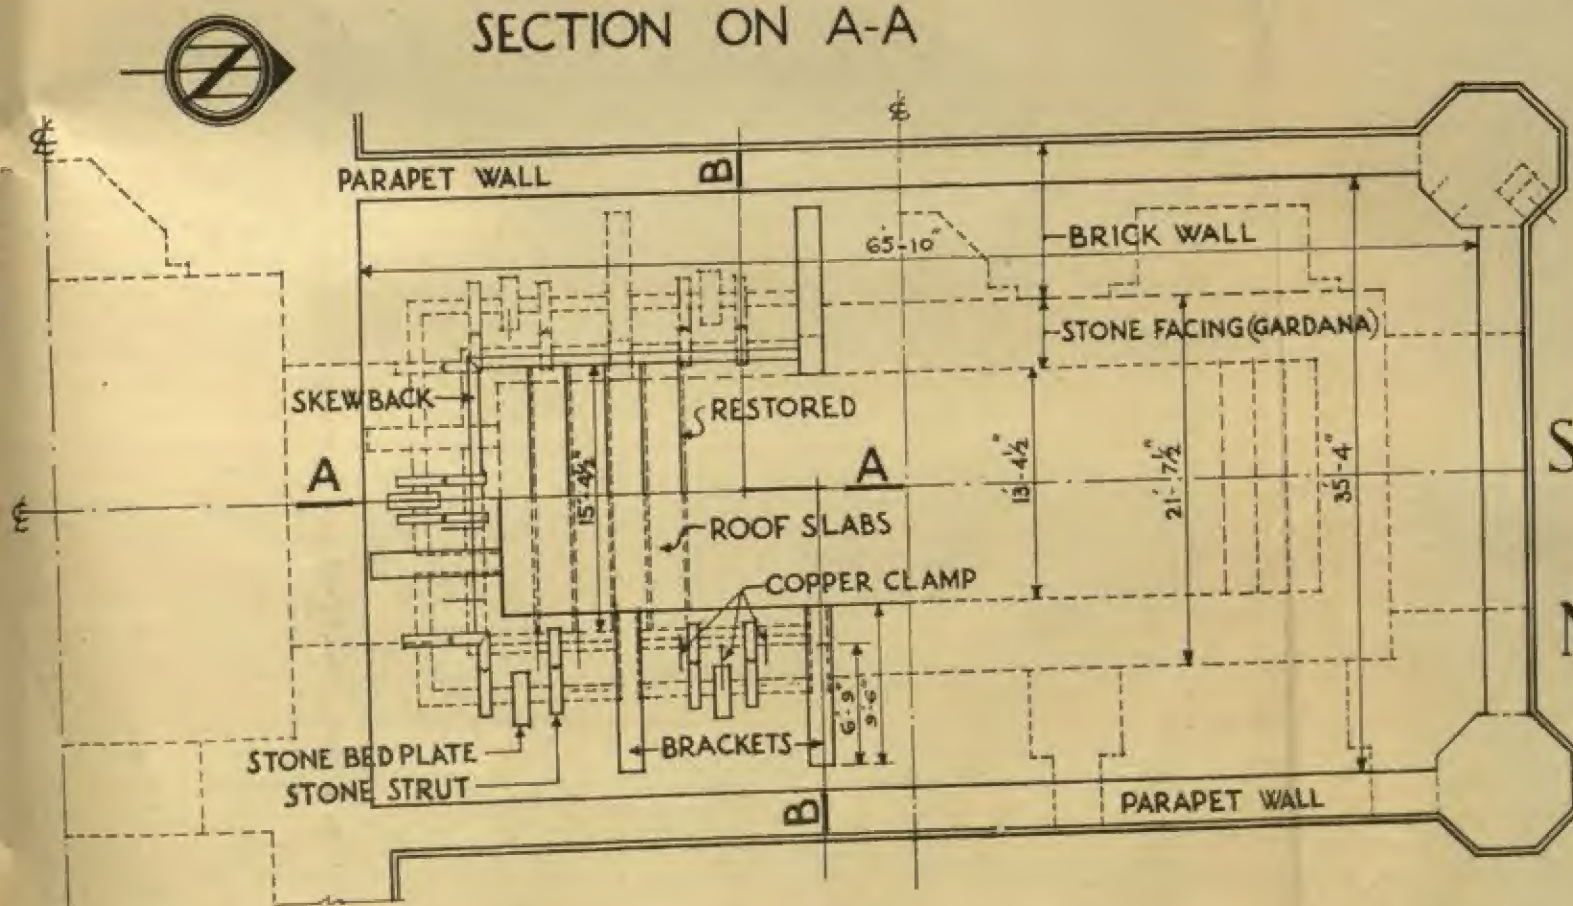 SECTION ON A-A
N
℄
℄
PARAPET WALL
B
65'-10"
BRICK WALL
STONE FACING (GARDANA)
SKEWBACK
RESTORED
A
A
15'-4½"
13'-4½"
21'-7½"
35'-4"
S
℄
ROOF SLABS
COPPER CLAMP
N
6'-9"
9'-6"
STONE BEDPLATE
BRACKETS
STONE STRUT
B
PARAPET WALL